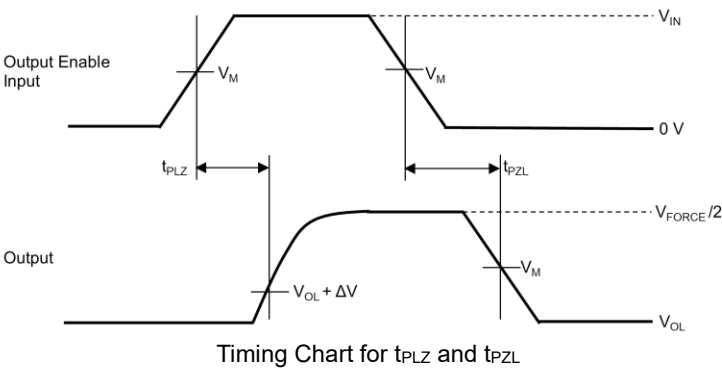 V_IN
Output Enable
Input
V_M
V_M
0 V
t_PLZ
t_PZL
V_FORCE/2
Output
V_M
V_OL + ΔV
V_OL
Timing Chart for t_PLZ and t_PZL